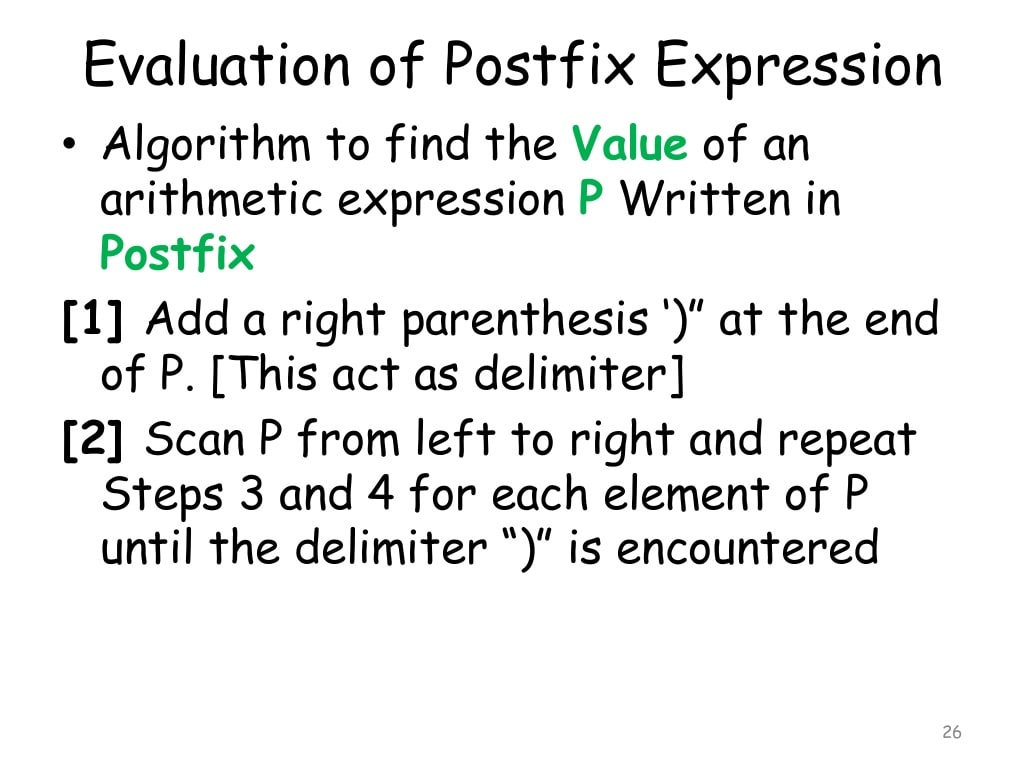 Evaluation of Postfix Expression
• Algorithm to find the Value of an
arithmetic expression P Written in
Postfix
[1] Add a right parenthesis ‘)” at the end
of P. [This act as delimiter]
[2] Scan P from left to right and repeat
Steps 3 and 4 for each element of P
until the delimiter “)” is encountered
26